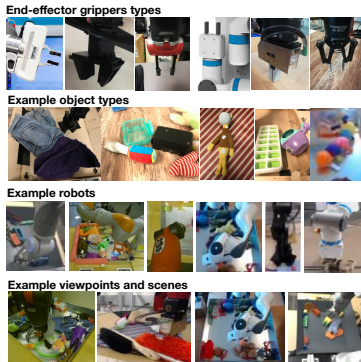 End-effector grippers types
Example object types
Example robots
Example viewpoints and scenes